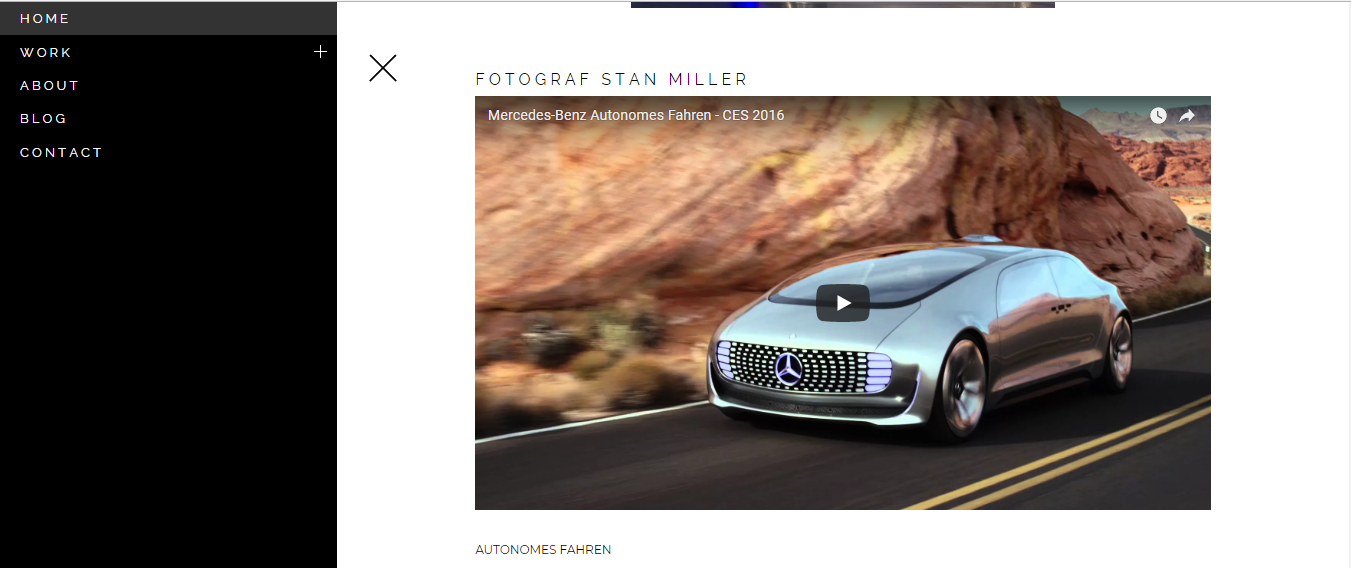 HOME
WORK
ABOUT
BLOG
CONTACT
FOTOGRAF STAN MILLER
Mercedes-Benz Autonomes Fahren - CES 2016
AUTONOMES FAHREN